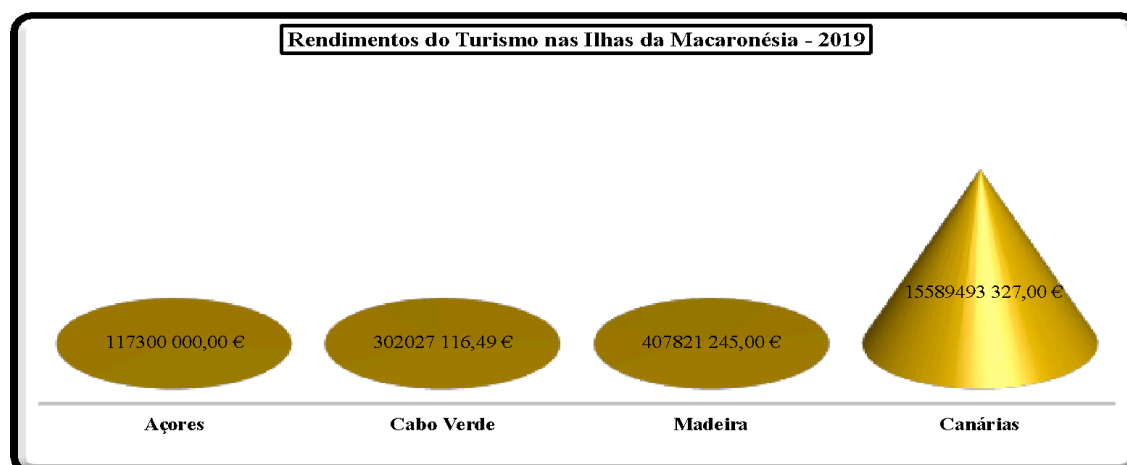 Rendimentos do Turismo nas Ilhas da Macaronésia - 2019
15589493 327,00 €
117300 000,00 €
302027 116,49 €
407821 245,00 €
Açores
Cabo Verde
Madeira
Canárias